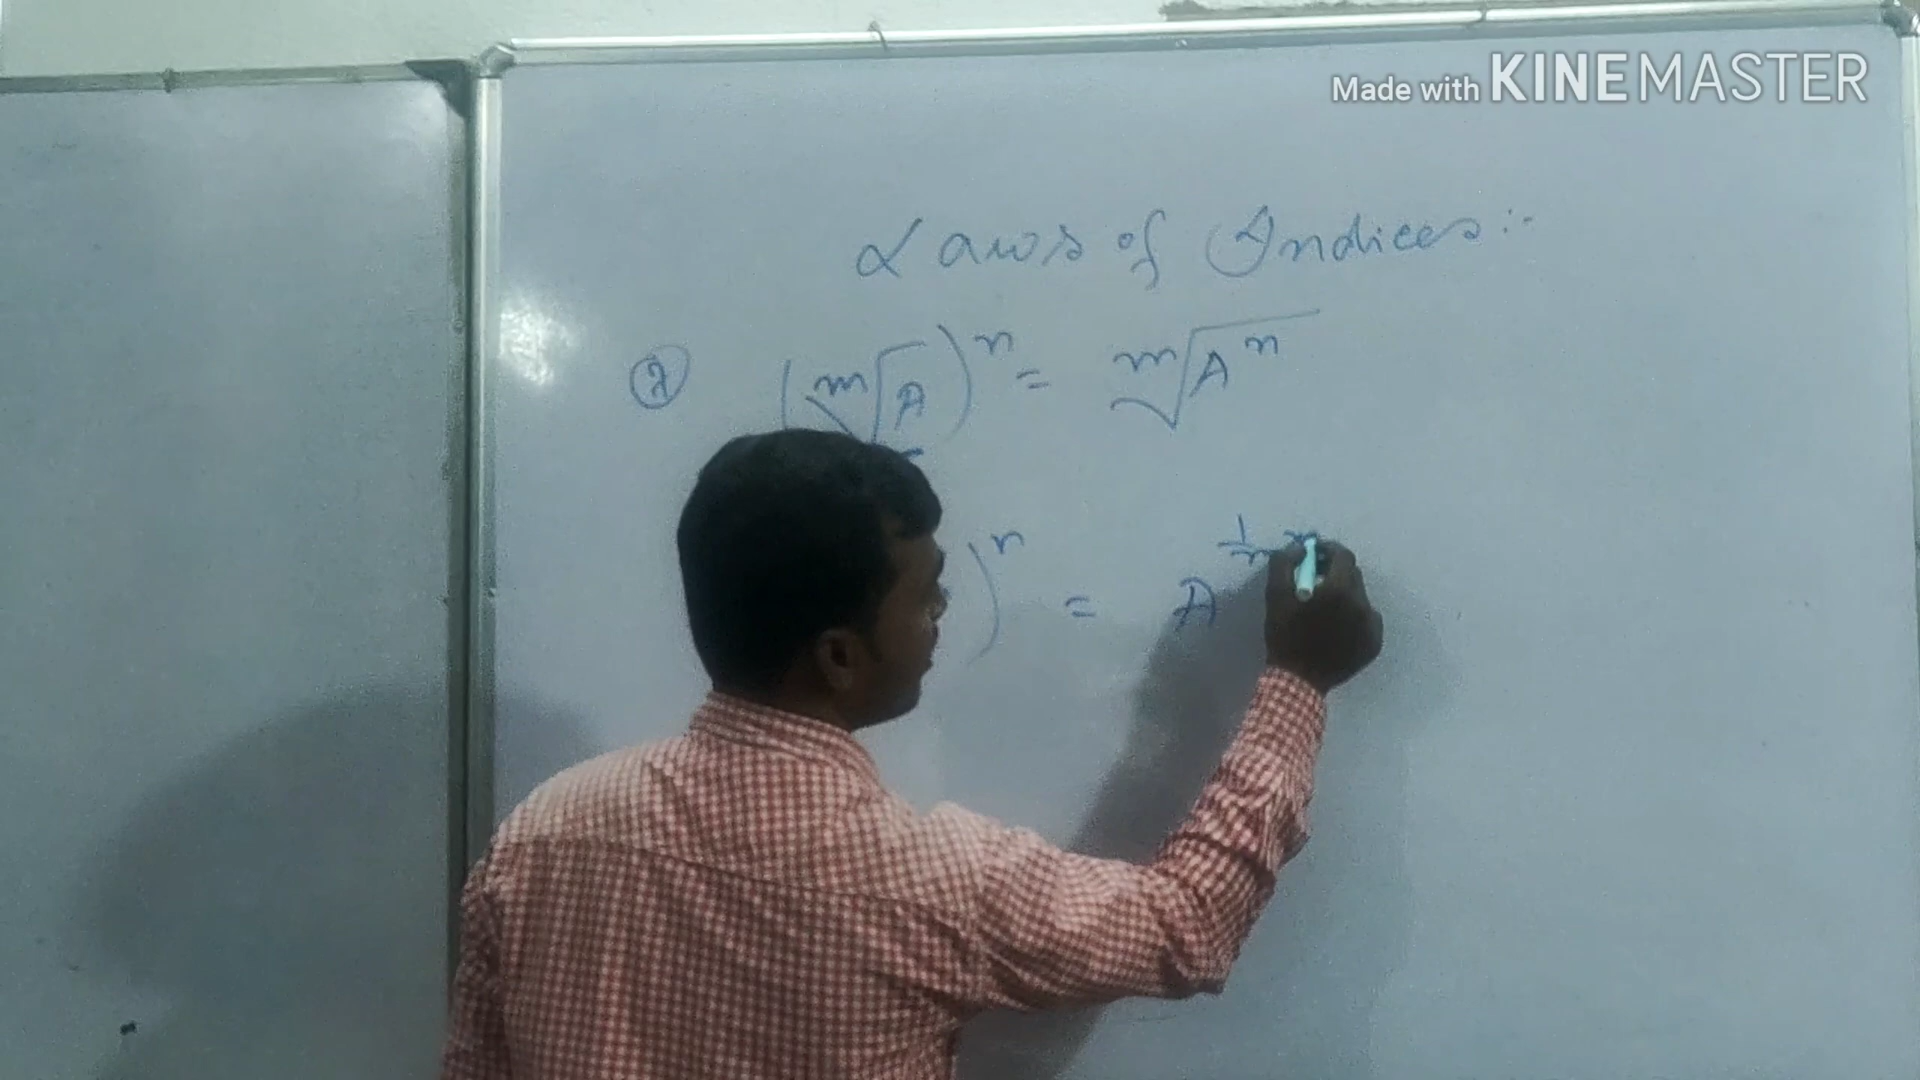 Made with KINEMASTER
Laws of Indices:-
② (ᵐ√A)ⁿ = ᵐ√Aⁿ
)ⁿ = A